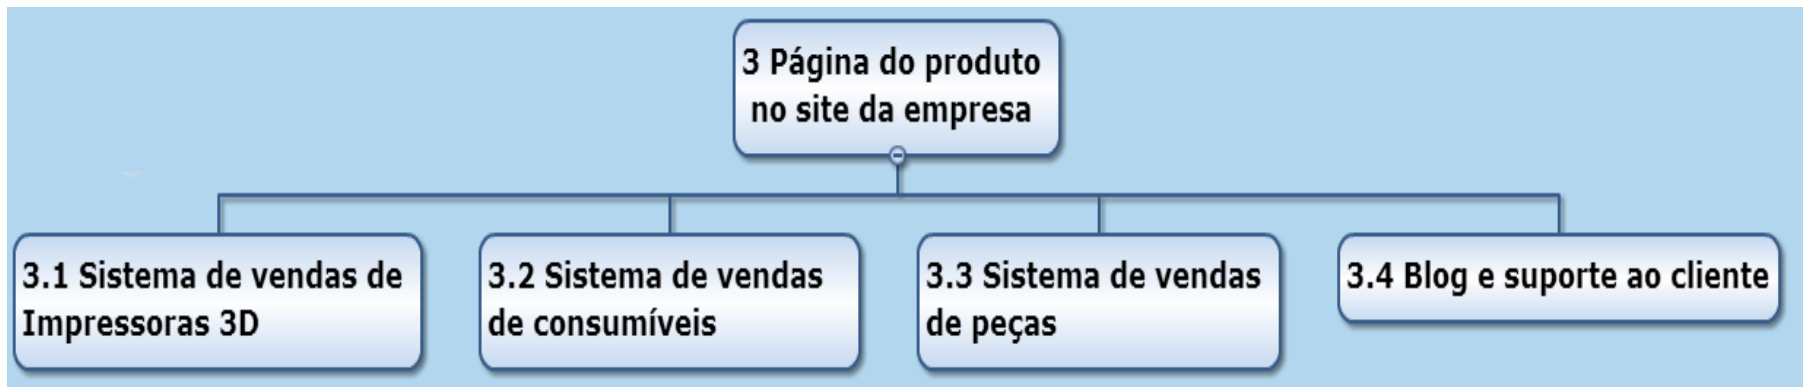 3 Página do produto
no site da empresa
3.1 Sistema de vendas de
Impressoras 3D
3.2 Sistema de vendas
de consumíveis
3.3 Sistema de vendas
de peças
3.4 Blog e suporte ao cliente